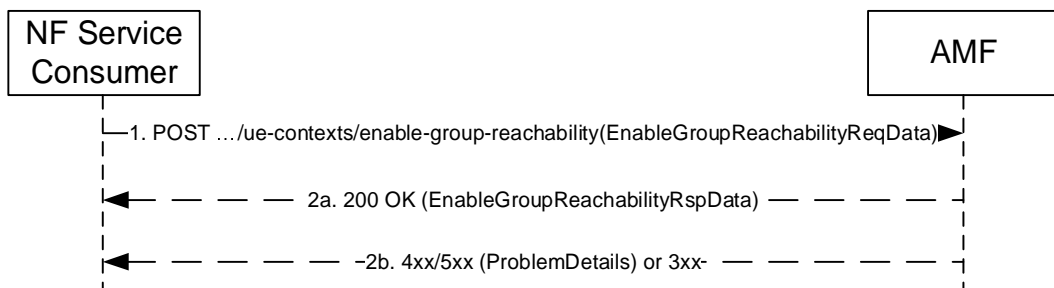 NF Service
Consumer
AMF
1. POST …/ue-contexts/enable-group-reachability(EnableGroupReachabilityReqData)
2a. 200 OK (EnableGroupReachabilityRspData)
2b. 4xx/5xx (ProblemDetails) or 3xx